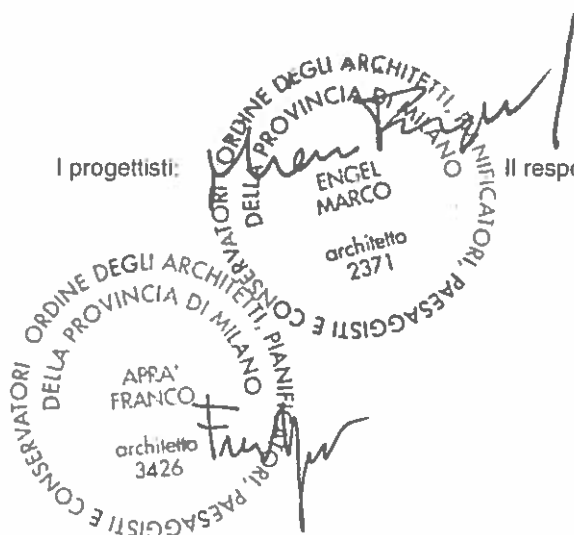 I progettisti:
ORDINE DEGLI ARCHITETTI, PIANIFICATORI, PAESAGGISTI E CONSERVATORI
DELLA PROVINCIA DI MILANO
ENGEL
MARCO
architetto
2371
Il respo
ORDINE DEGLI ARCHITETTI, PIANIFICATORI, PAESAGGISTI E CONSERVATORI
DELLA PROVINCIA DI MILANO
APRA'
FRANCO
architetto
3426